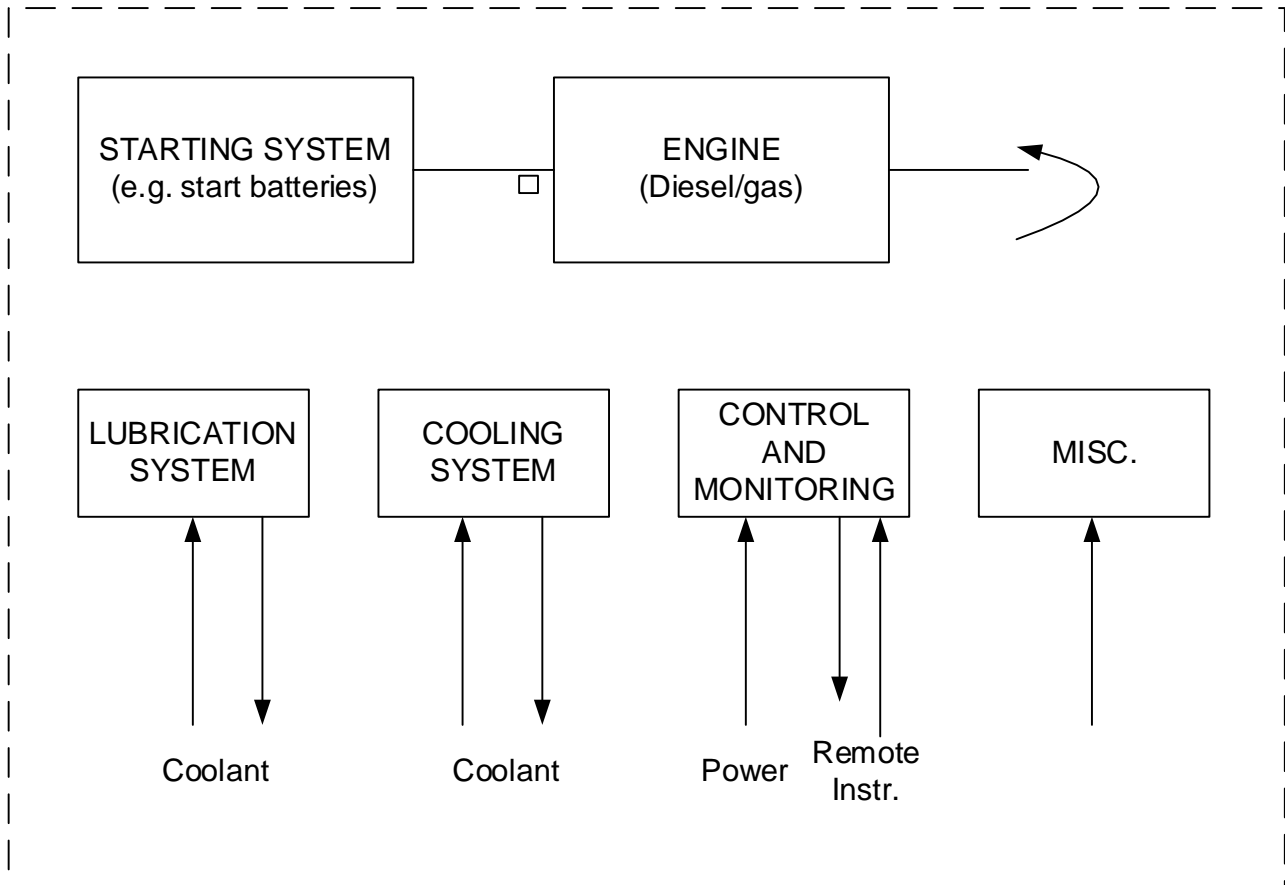 STARTING SYSTEM
(e.g. start batteries)
ENGINE
(Diesel/gas)
LUBRICATION
SYSTEM
COOLING
SYSTEM
CONTROL
AND
MONITORING
MISC.
Coolant
Coolant
Power
Remote
Instr.